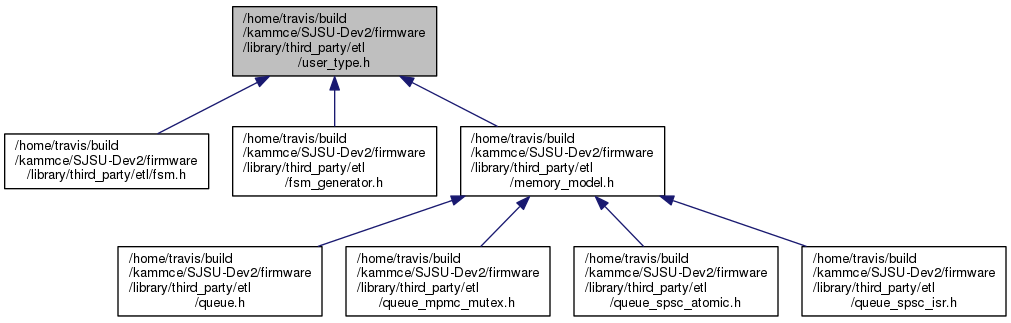 /home/travis/build
/kammce/SJSU-Dev2/firmware
/library/third_party/etl
/user_type.h
/home/travis/build
/kammce/SJSU-Dev2/firmware
/library/third_party/etl/fsm.h
/home/travis/build
/kammce/SJSU-Dev2/firmware
/library/third_party/etl
/fsm_generator.h
/home/travis/build
/kammce/SJSU-Dev2/firmware
/library/third_party/etl
/memory_model.h
/home/travis/build
/kammce/SJSU-Dev2/firmware
/library/third_party/etl
/queue.h
/home/travis/build
/kammce/SJSU-Dev2/firmware
/library/third_party/etl
/queue_mpmc_mutex.h
/home/travis/build
/kammce/SJSU-Dev2/firmware
/library/third_party/etl
/queue_spsc_atomic.h
/home/travis/build
/kammce/SJSU-Dev2/firmware
/library/third_party/etl
/queue_spsc_isr.h